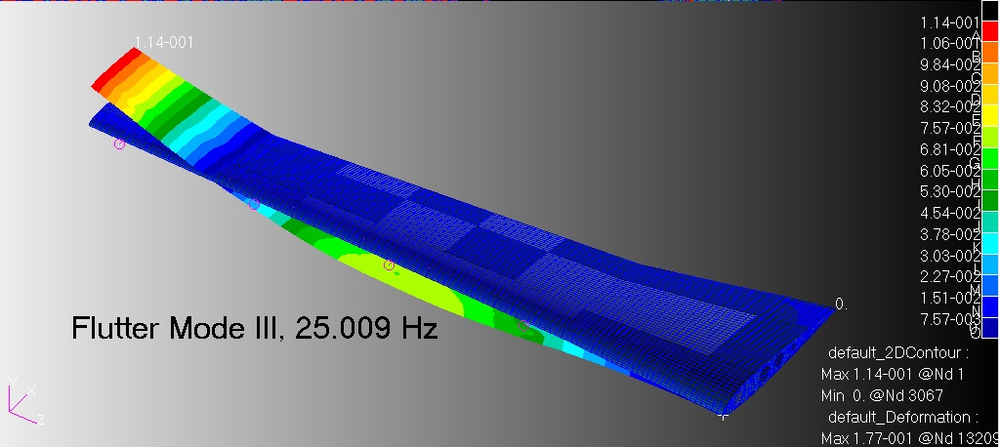 1.14-001
1.14-001
1.06-001
9.84-002
9.08-002
8.32-002
7.57-002
6.81-002
6.05-002
5.30-002
4.54-002
3.78-002
3.03-002
2.27-002
1.51-002
7.57-003
0.
Flutter Mode III, 25.009 Hz
default_2DContour :
Max 1.14-001 @Nd 1
Min 0. @Nd 3067
default_Deformation :
Max 1.77-001 @Nd 13209
Y
X
Z